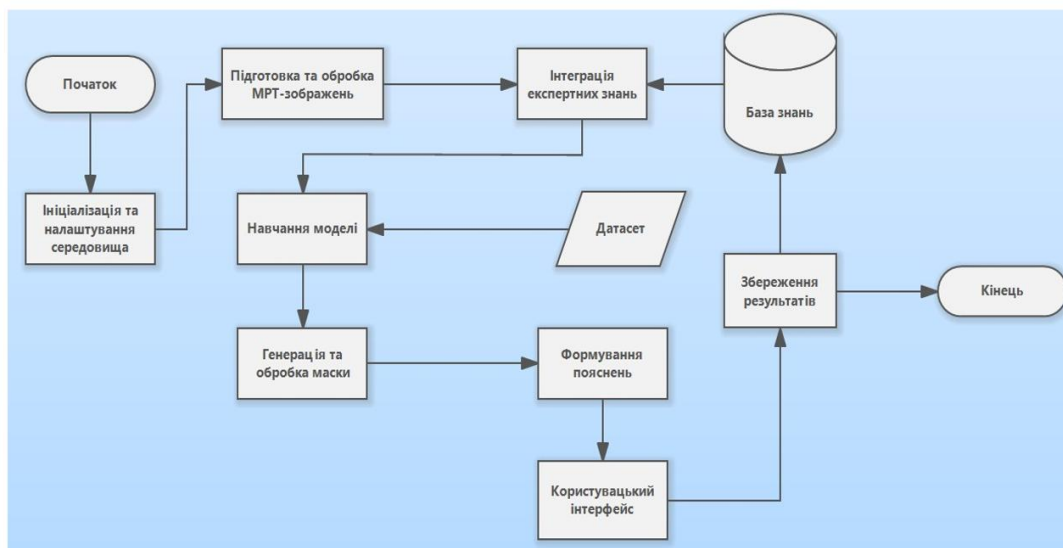 Початок
Підготовка та обробка
МРТ-зображень
Інтеграція
експертних знань
База знань
Ініціалізація та
налаштування
середовища
Навчання моделі
Датасет
Збереження
результатів
Кінець
Генерація та
обробка маски
Формування
пояснень
Користувацький
інтерфейс